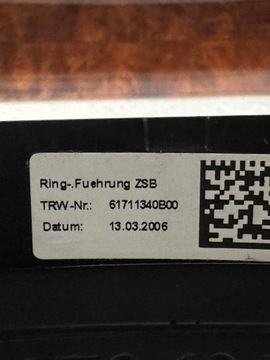 Ring-.Fuehrung ZSB
TRW-Nr.: 61711340B00
Datum: 13.03.2006